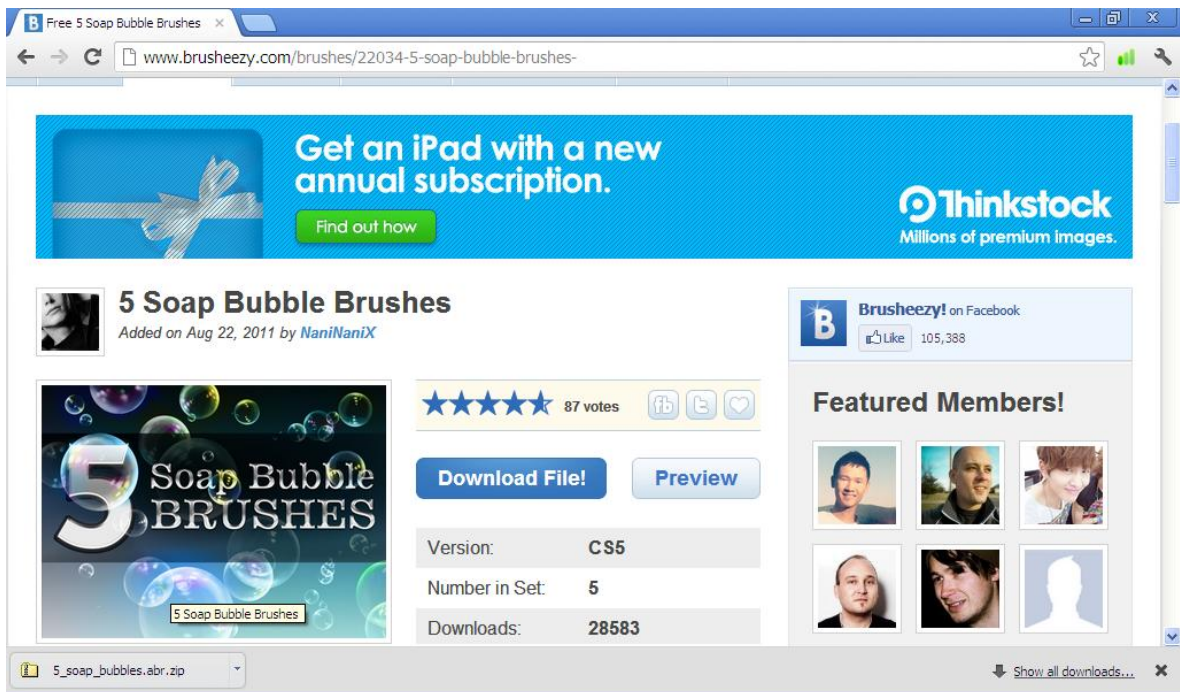 Free 5 Soap Bubble Brushes
www.brusheezy.com/brushes/22034-5-soap-bubble-brushes-
Get an iPad with a new
annual subscription.
Find out how
Thinkstock
Millions of premium images.
5 Soap Bubble Brushes
Added on Aug 22, 2011 by NaniNaniX
Brusheezy! on Facebook
Like 105,388
87 votes
Featured Members!
5 Soap Bubble
BRUSHES
5 Soap Bubble Brushes
Download File! Preview
Version: CS5
Number in Set: 5
Downloads: 28583
5_soap_bubbles.abr.zip
Show all downloads...